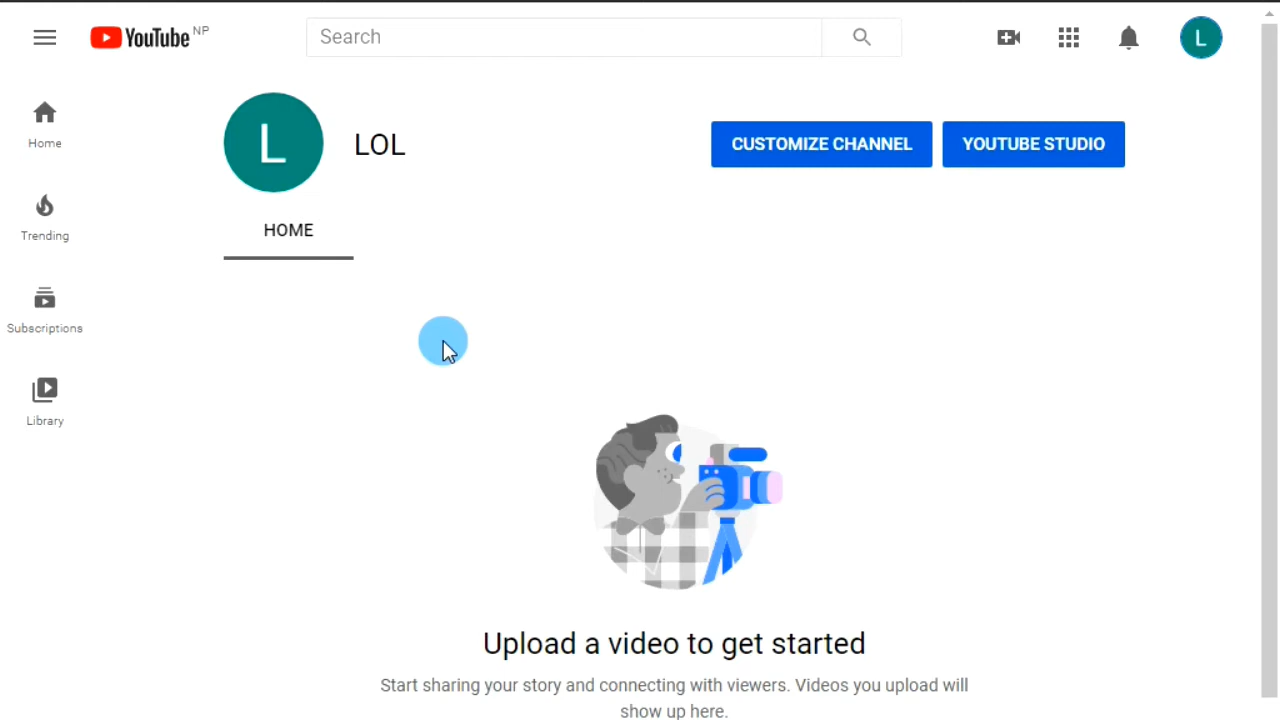 YouTube NP
Search
L
Home
Trending
Subscriptions
Library
L
LOL
CUSTOMIZE CHANNEL
YOUTUBE STUDIO
HOME
Upload a video to get started
Start sharing your story and connecting with viewers. Videos you upload will
show up here.